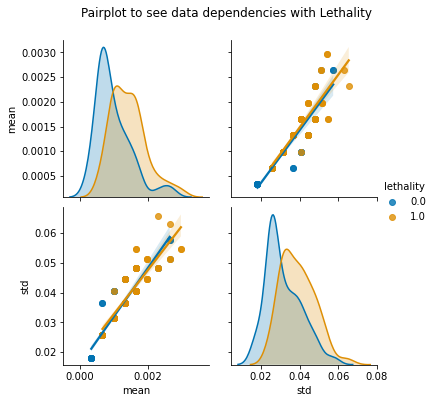 Pairplot to see data dependencies with Lethality
0.0030
0.0025
0.0020
0.0015
0.0010
0.0005
mean
lethality
0.0
1.0
0.06
0.05
0.04
0.03
0.02
std
0.000 0.002
mean
0.02 0.04 0.06 0.08
std